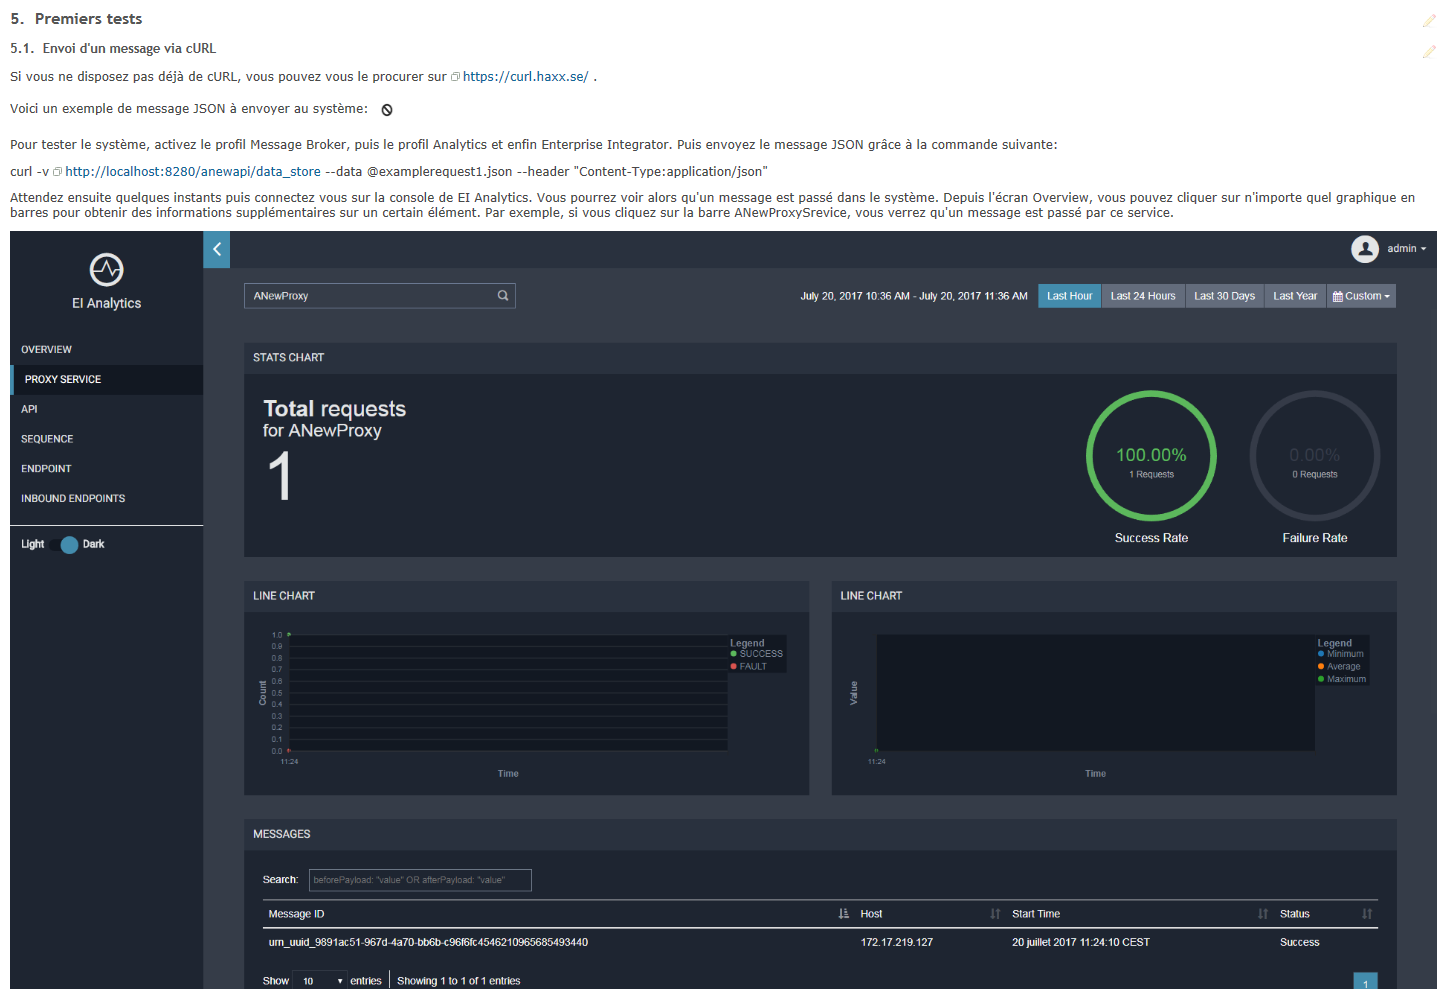 5. Premiers tests
5.1. Envoi d'un message via cURL
Si vous ne disposez pas déjà de cURL, vous pouvez vous le procurer sur https://curl.haxx.se/ .
Voici un exemple de message JSON à envoyer au système:
Pour tester le système, activez le profil Message Broker, puis le profil Analytics et enfin Enterprise Integrator. Puis envoyez le message JSON grâce à la commande suivante:
curl -v http://localhost:8280/anewapi/data_store --data @examplerequest1.json --header "Content-Type:application/json"
Attendez ensuite quelques instants puis connectez vous sur la console de EI Analytics. Vous pourrez voir alors qu'un message est passé dans le système. Depuis l'écran Overview, vous pouvez cliquer sur n'importe quel graphique en
barres pour obtenir des informations supplémentaires sur un certain élément. Par exemple, si vous cliquez sur la barre ANewProxySrevice, vous verrez qu'un message est passé par ce service.
admin
EI Analytics
ANewProxy
July 20, 2017 10:36 AM - July 20, 2017 11:36 AM
Last Hour
Last 24 Hours
Last 30 Days
Last Year
Custom
OVERVIEW
PROXY SERVICE
API
SEQUENCE
ENDPOINT
INBOUND ENDPOINTS
Light Dark
STATS CHART
Total requests
for ANewProxy
1
100.00%
1 Requests
Success Rate
0.00%
0 Requests
Failure Rate
LINE CHART
1.0
0.9
0.8
0.7
0.6
0.5
0.4
0.3
0.2
0.1
0.0
Count
11:24
Time
Legend
SUCCESS
FAULT
LINE CHART
Value
11:24
Time
Legend
Minimum
Average
Maximum
MESSAGES
Search: beforePayload: "value" OR afterPayload: "value"
Message ID Host Start Time Status
urn_uuid_9891ac51-967d-4a70-bb6b-c96f6fc4546210965685493440 172.17.219.127 20 juillet 2017 11:24:10 CEST Success
Show 10 entries Showing 1 to 1 of 1 entries
1